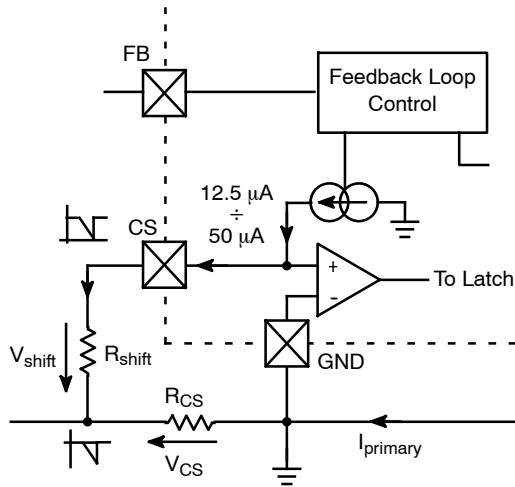 FB
Feedback Loop
Control
12.5 μA
÷
50 μA
CS
+
−
To Latch
GND
Vshift
Rshift
RCS
VCS
Iprimary